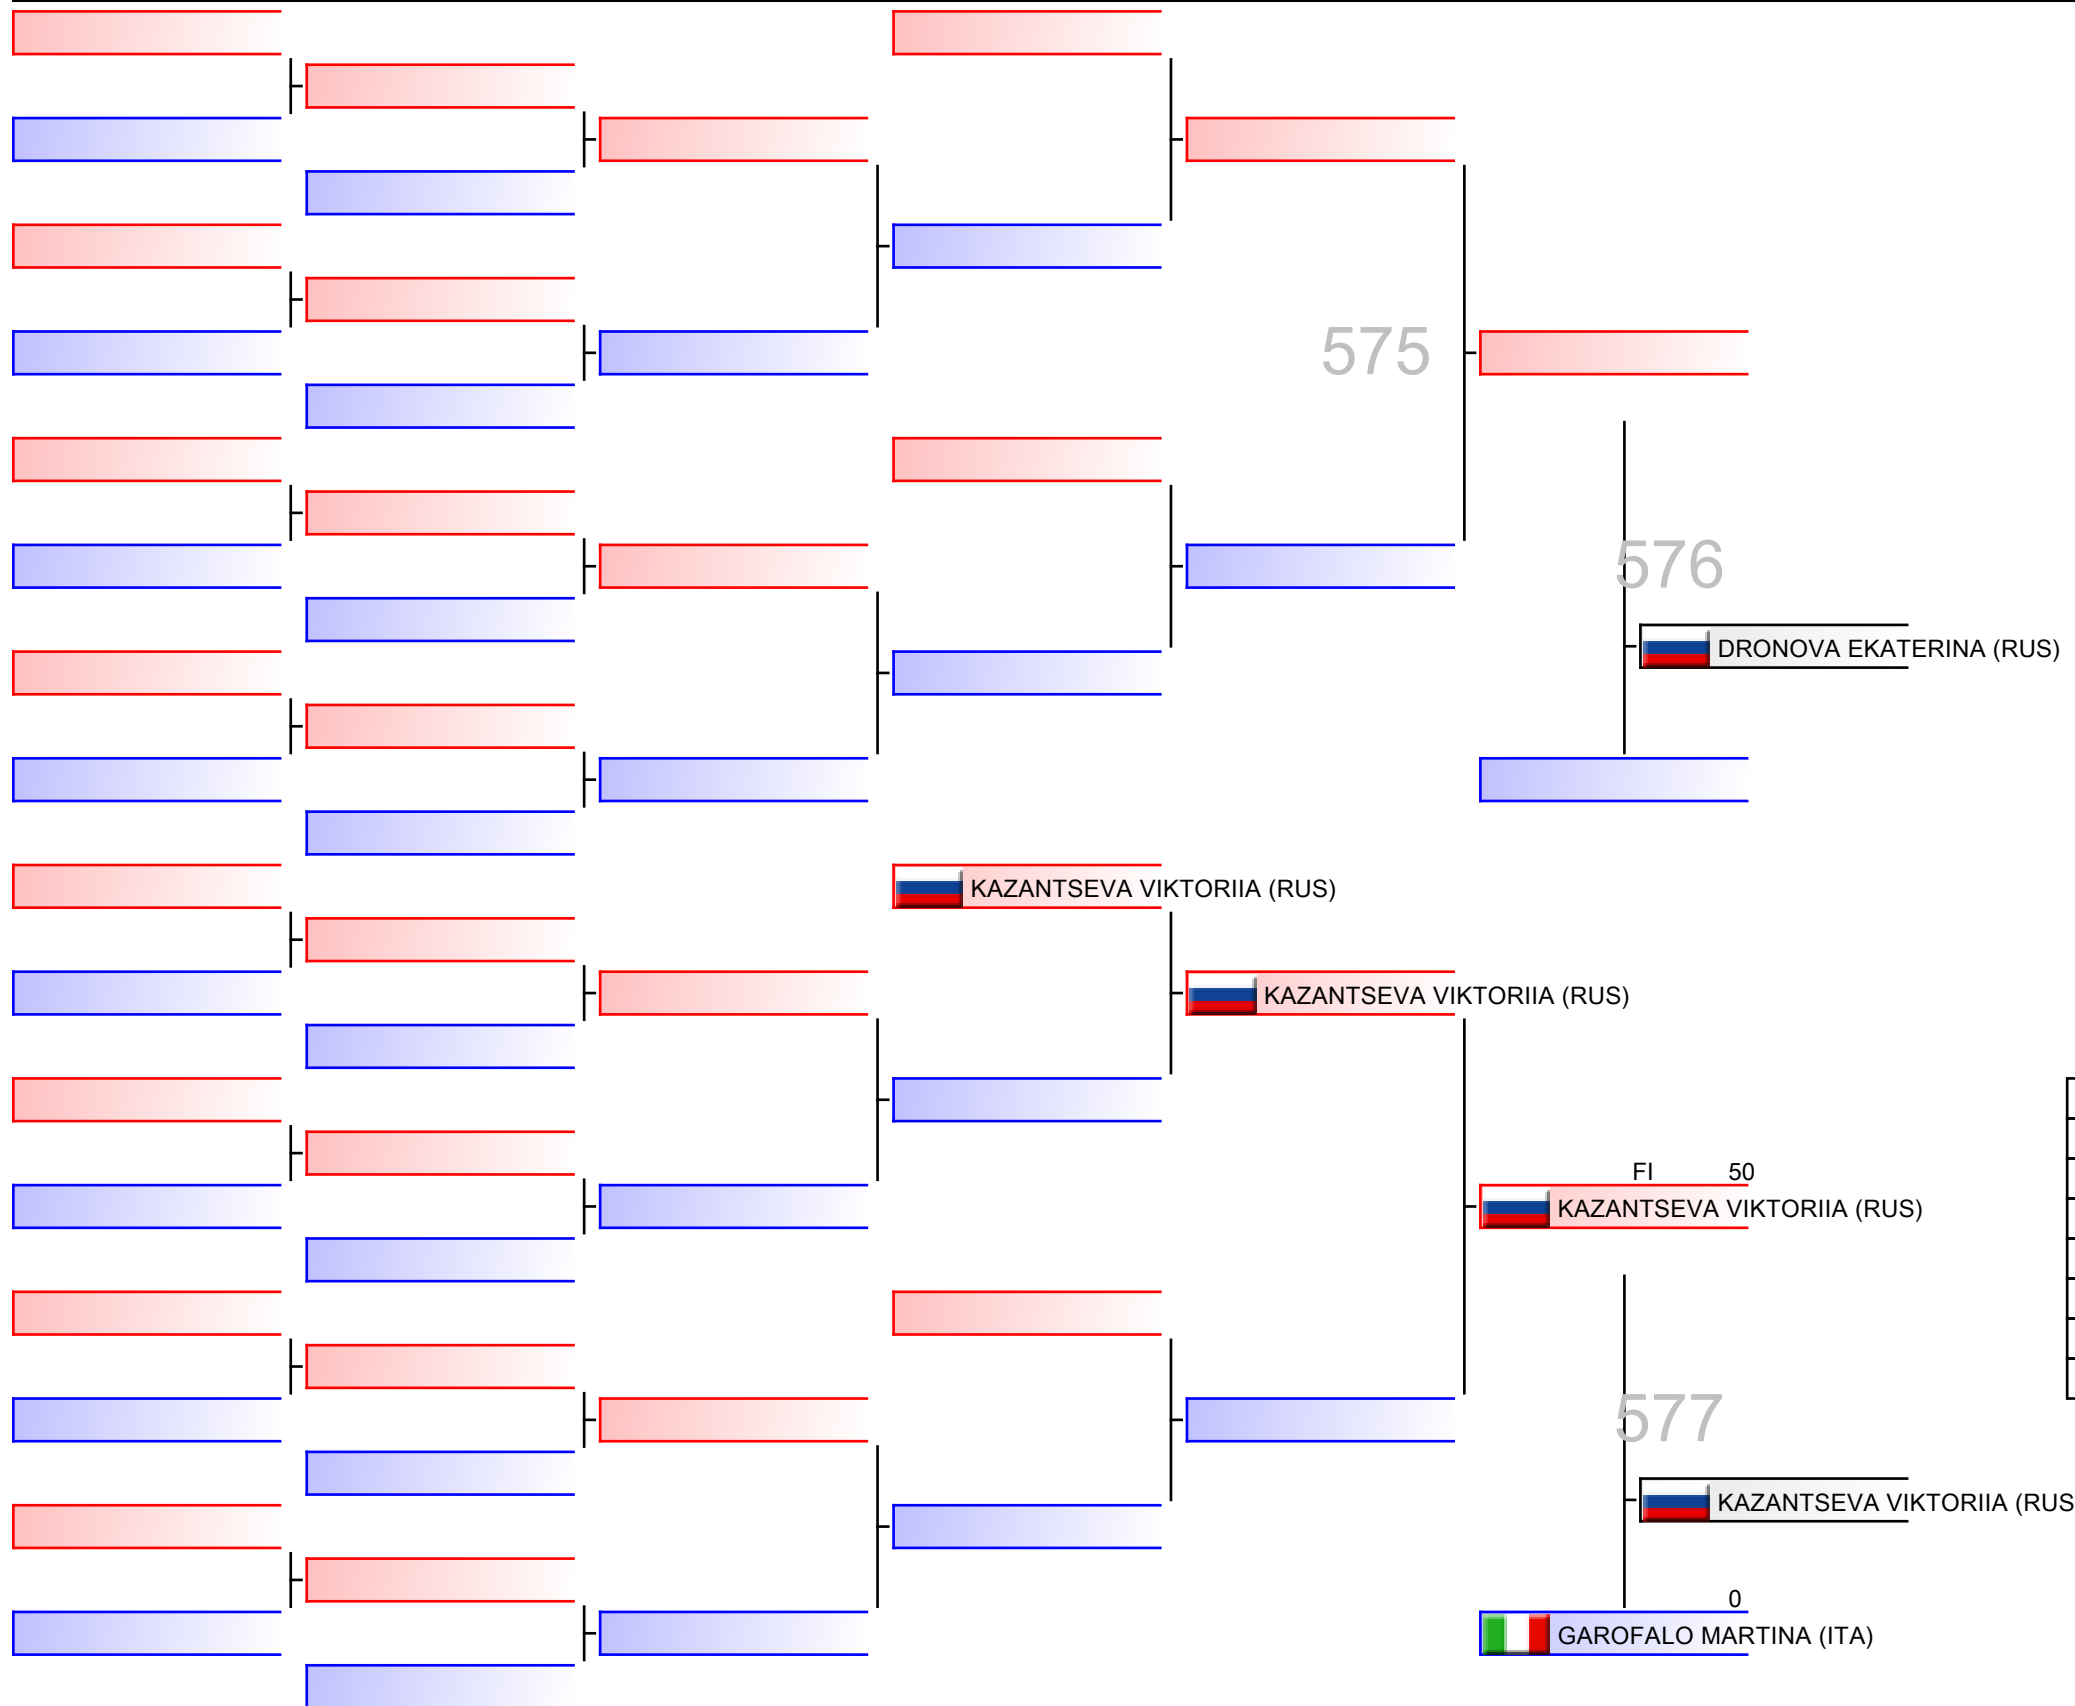 575
576
DRONOVA EKATERINA (RUS)
KAZANTSEVA VIKTORIIA (RUS)
KAZANTSEVA VIKTORIIA (RUS)
FI 50
KAZANTSEVA VIKTORIIA (RUS)
577
KAZANTSEVA VIKTORIIA (RUS
0
GAROFALO MARTINA (ITA)